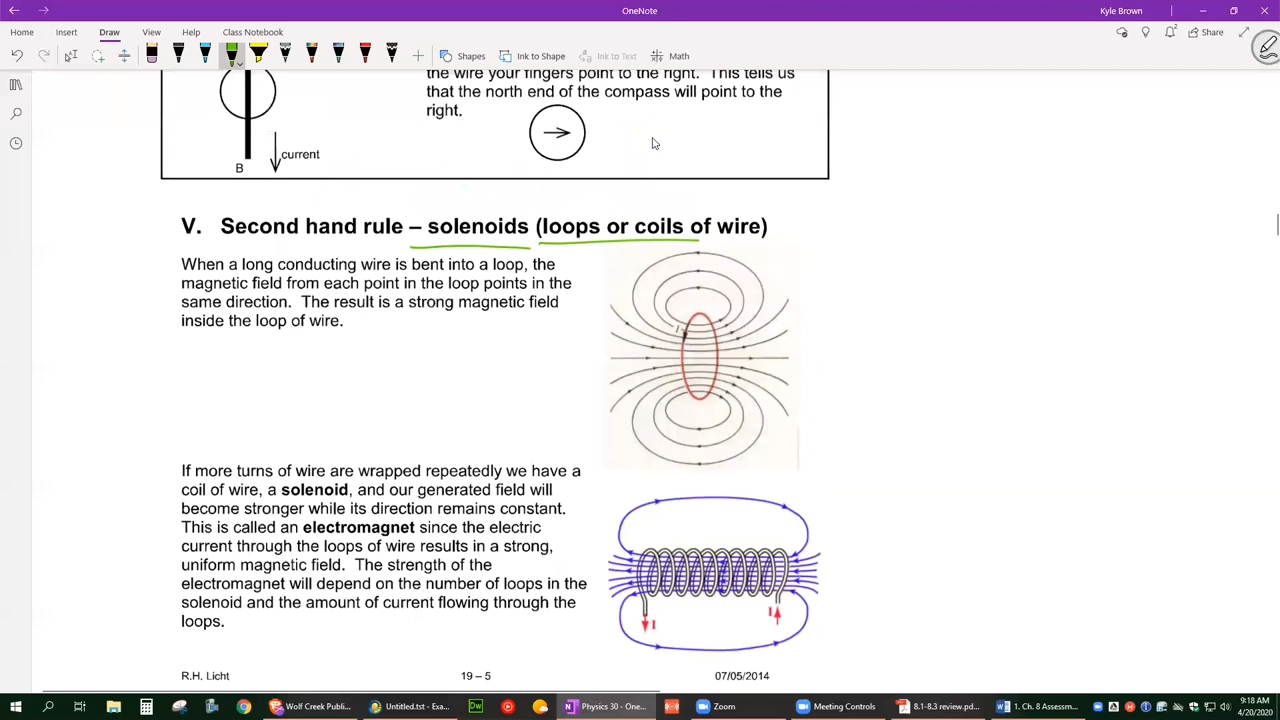 OneNote
Kyle Brown
Home Insert Draw View Help Class Notebook
Share
Shapes Ink to Shape Ink to Text Math
the wire your fingers point to the right. This tells us
that the north end of the compass will point to the
right.
current
B
V. Second hand rule – solenoids (loops or coils of wire)
When a long conducting wire is bent into a loop, the
magnetic field from each point in the loop points in the
same direction. The result is a strong magnetic field
inside the loop of wire.
I
If more turns of wire are wrapped repeatedly we have a
coil of wire, a solenoid, and our generated field will
become stronger while its direction remains constant.
This is called an electromagnet since the electric
current through the loops of wire results in a strong,
uniform magnetic field. The strength of the
electromagnet will depend in the number of loops in the
solenoid and the amount of current flowing through the
loops.
I I
R.H. Licht 19 – 5 07/05/2014
Wolf Creek Publi... Untitled.tst - Exa... Dw Physics 30 - One... Zoom Meeting Controls 8.1-8.3 review.pd... 1. Ch. 8 Assessm... 9:18 AM
4/20/2020